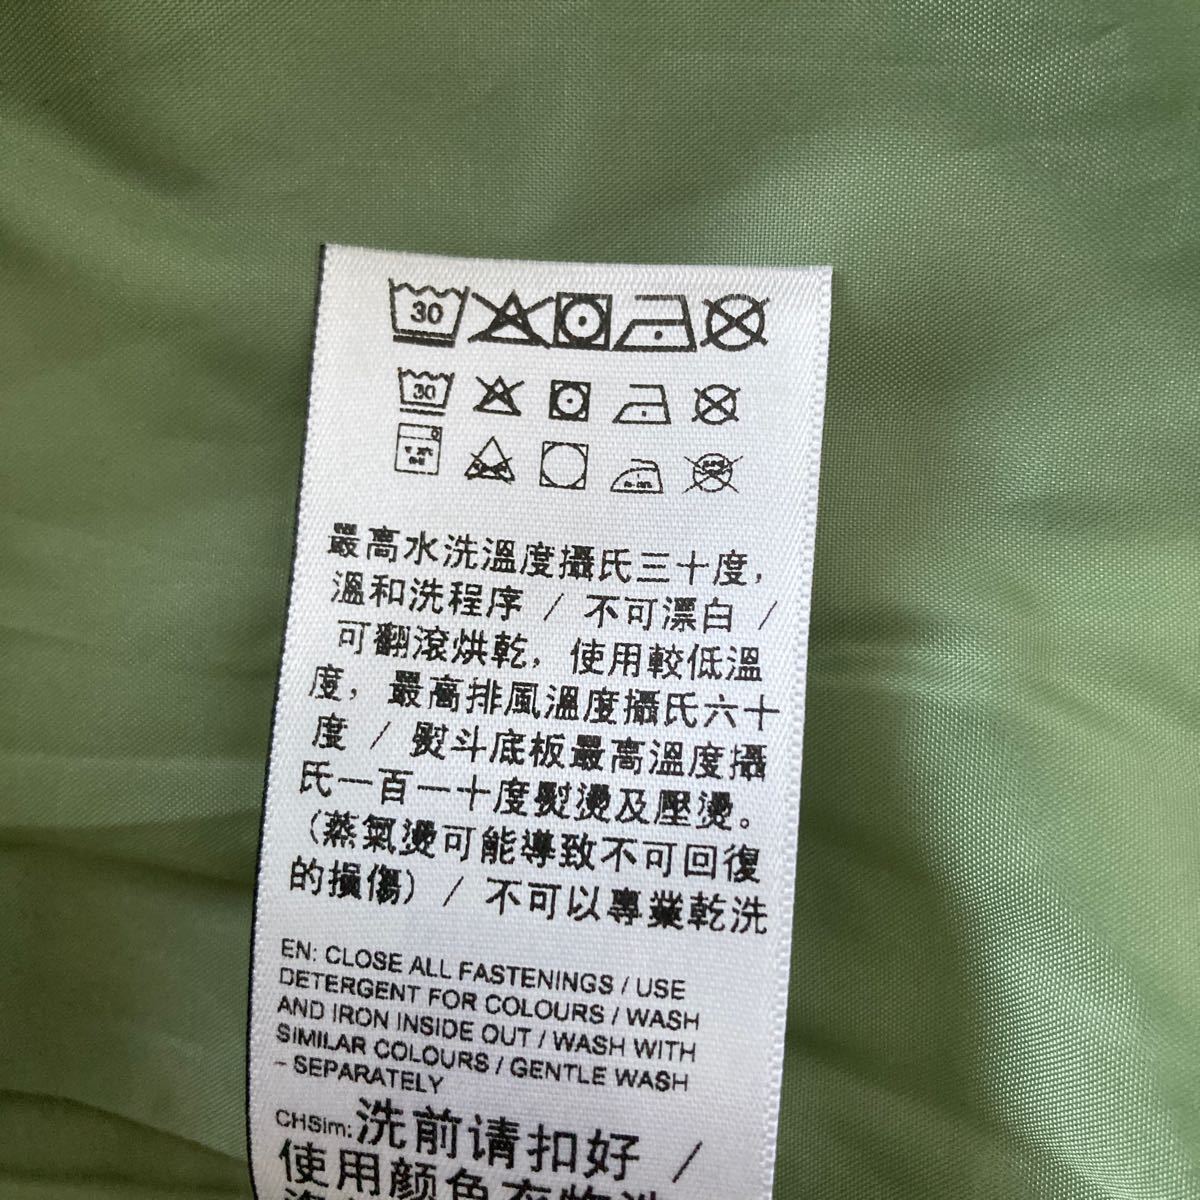 30
30
最高水洗溫度攝氏三十度,
溫和洗程序 / 不可漂白 /
可翻滾烘乾, 使用較低溫
度, 最高排風溫度攝氏六十
度 / 熨斗底板最高溫度攝
氏一百一十度熨燙及壓燙。
(蒸氣燙可能導致不可回復
的損傷) / 不可以專業乾洗
EN: CLOSE ALL FASTENINGS / USE
DETERGENT FOR COLOURS / WASH
AND IRON INSIDE OUT / WASH WITH
SIMILAR COLOURS / GENTLE WASH
- SEPARATELY
CHSim: 洗前请扣好 /
使用颜色衣物洗